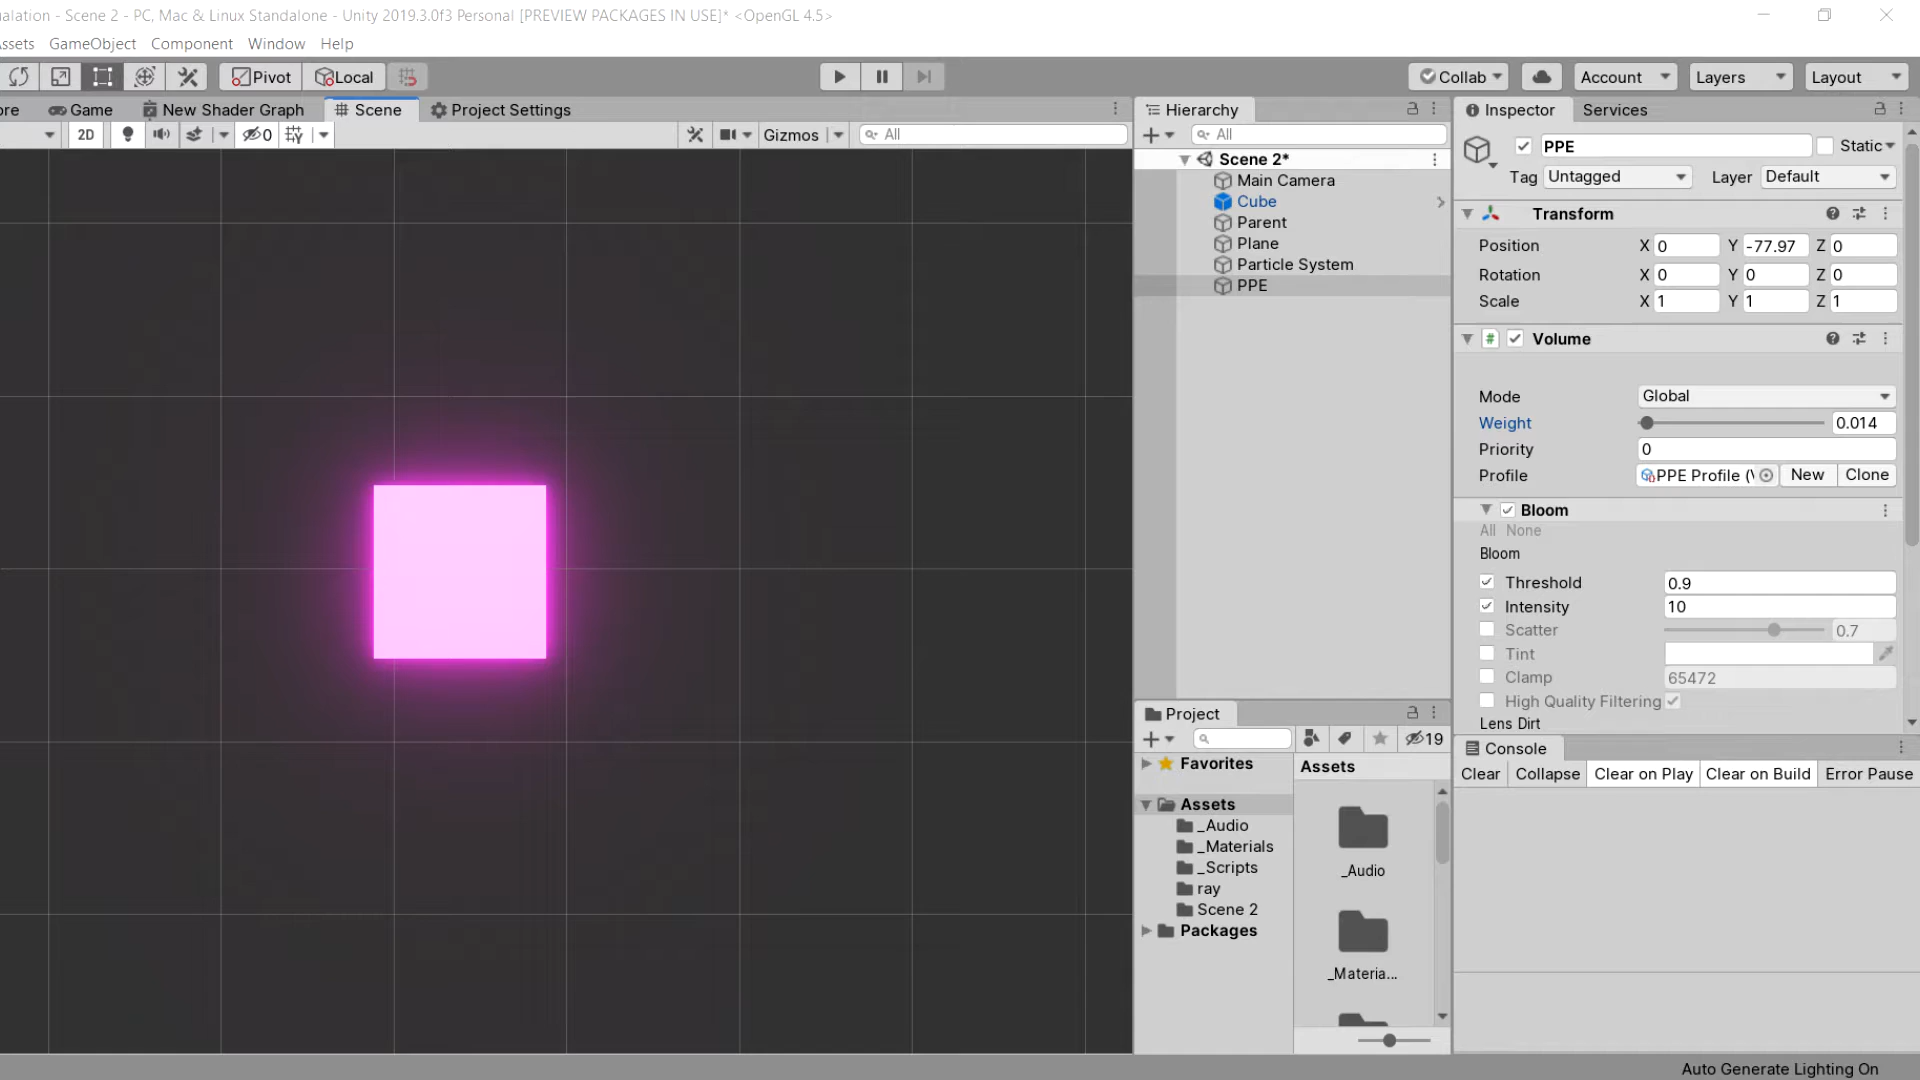 ulation - Scene 2 - PC, Mac & Linux Standalone - Unity 2019.3.0f3 Personal [PREVIEW PACKAGES IN USE]* <OpenGL 4.5>
Assets GameObject Component Window Help
Pivot Local Collab Account Layers Layout
ore Game New Shader Graph Scene Project Settings
2D 0 Gizmos All
Hierarchy
All
Scene 2*
Main Camera
Cube
Parent
Plane
Particle System
PPE
Inspector Services
PPE Static
Tag Untagged Layer Default
Transform
Position X 0 Y -77.97 Z 0
Rotation X 0 Y 0 Z 0
Scale X 1 Y 1 Z 1
# Volume
Mode Global
Weight 0.014
Priority 0
Profile PPE Profile (V New Clone
Bloom
All None
Bloom
Threshold 0.9
Intensity 10
Scatter 0.7
Tint
Clamp 65472
High Quality Filtering
Lens Dirt
Project
19
Favorites
Assets
_Audio
_Materials
_Scripts
ray
Scene 2
Packages
Assets
_Audio
_Materia...
Console
Clear Collapse Clear on Play Clear on Build Error Pause
Auto Generate Lighting On